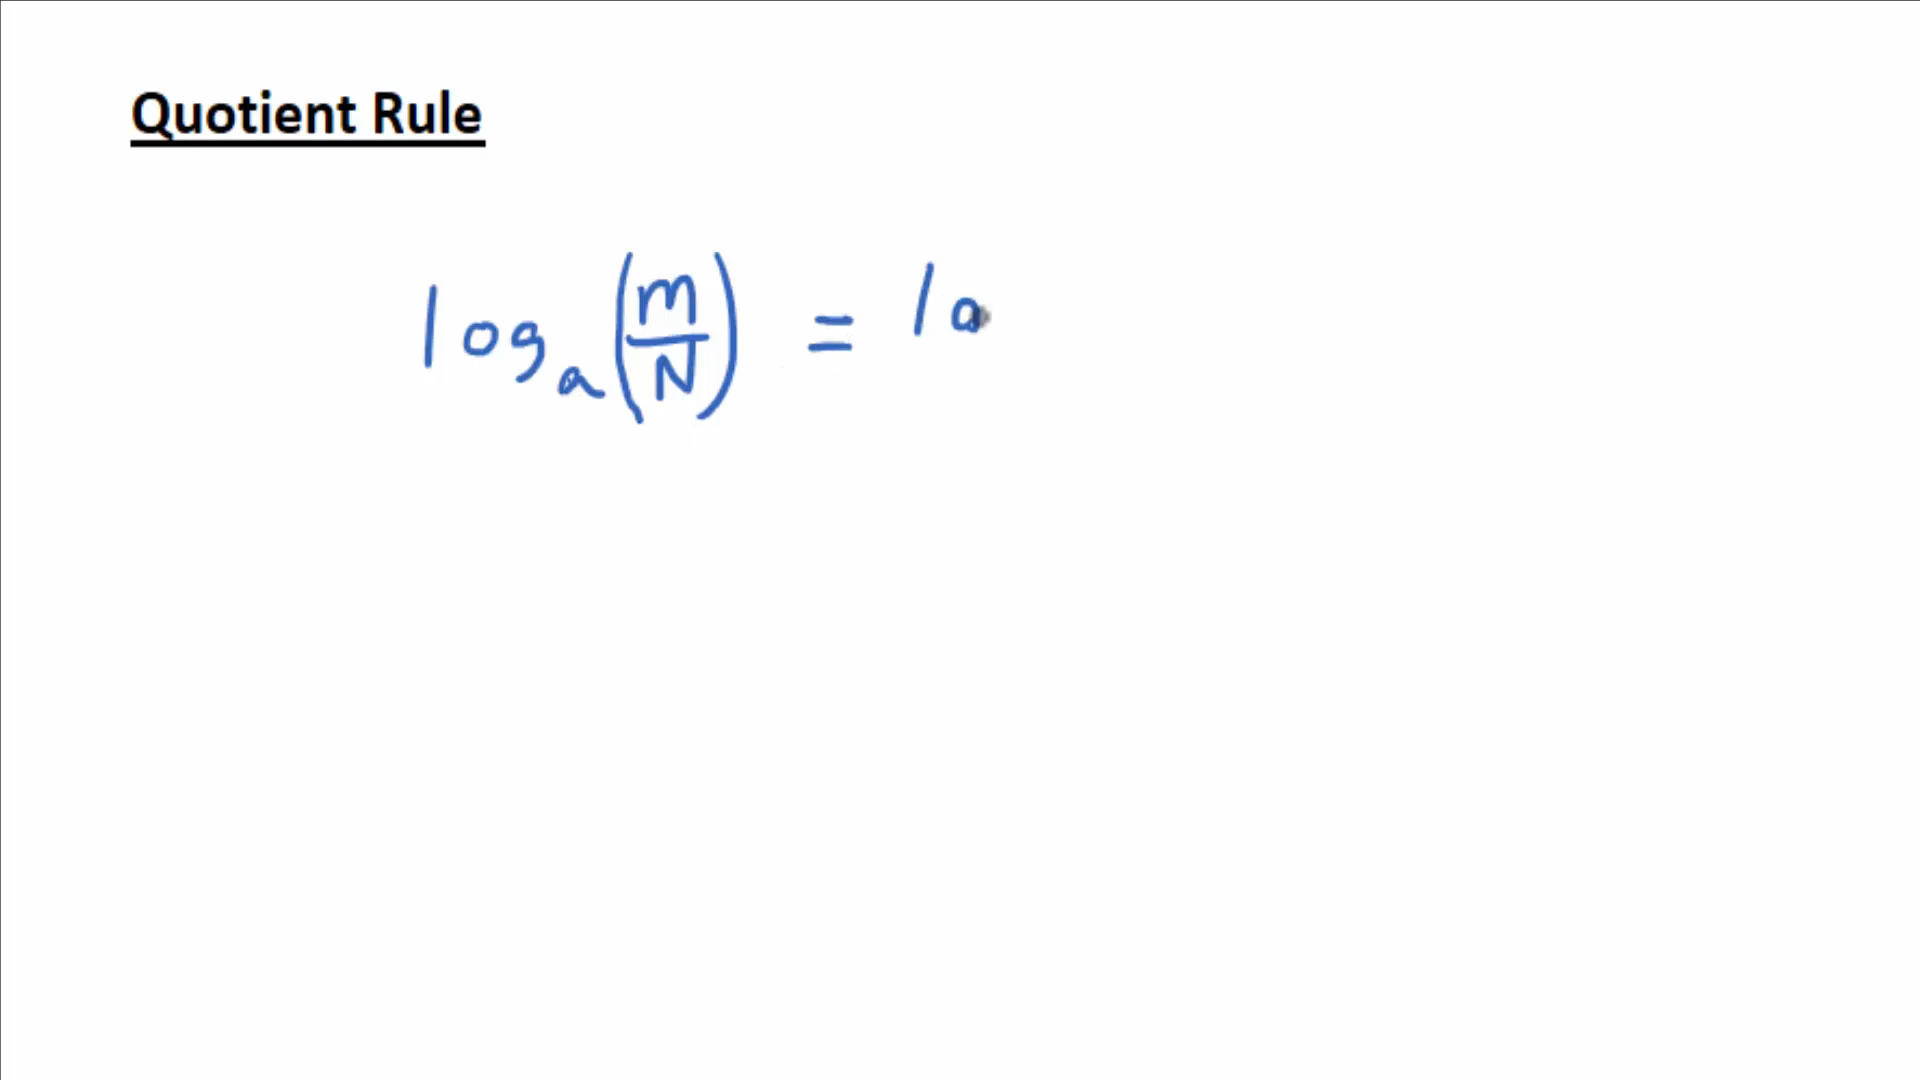 Quotient Rule
log_a (m/N) = lo